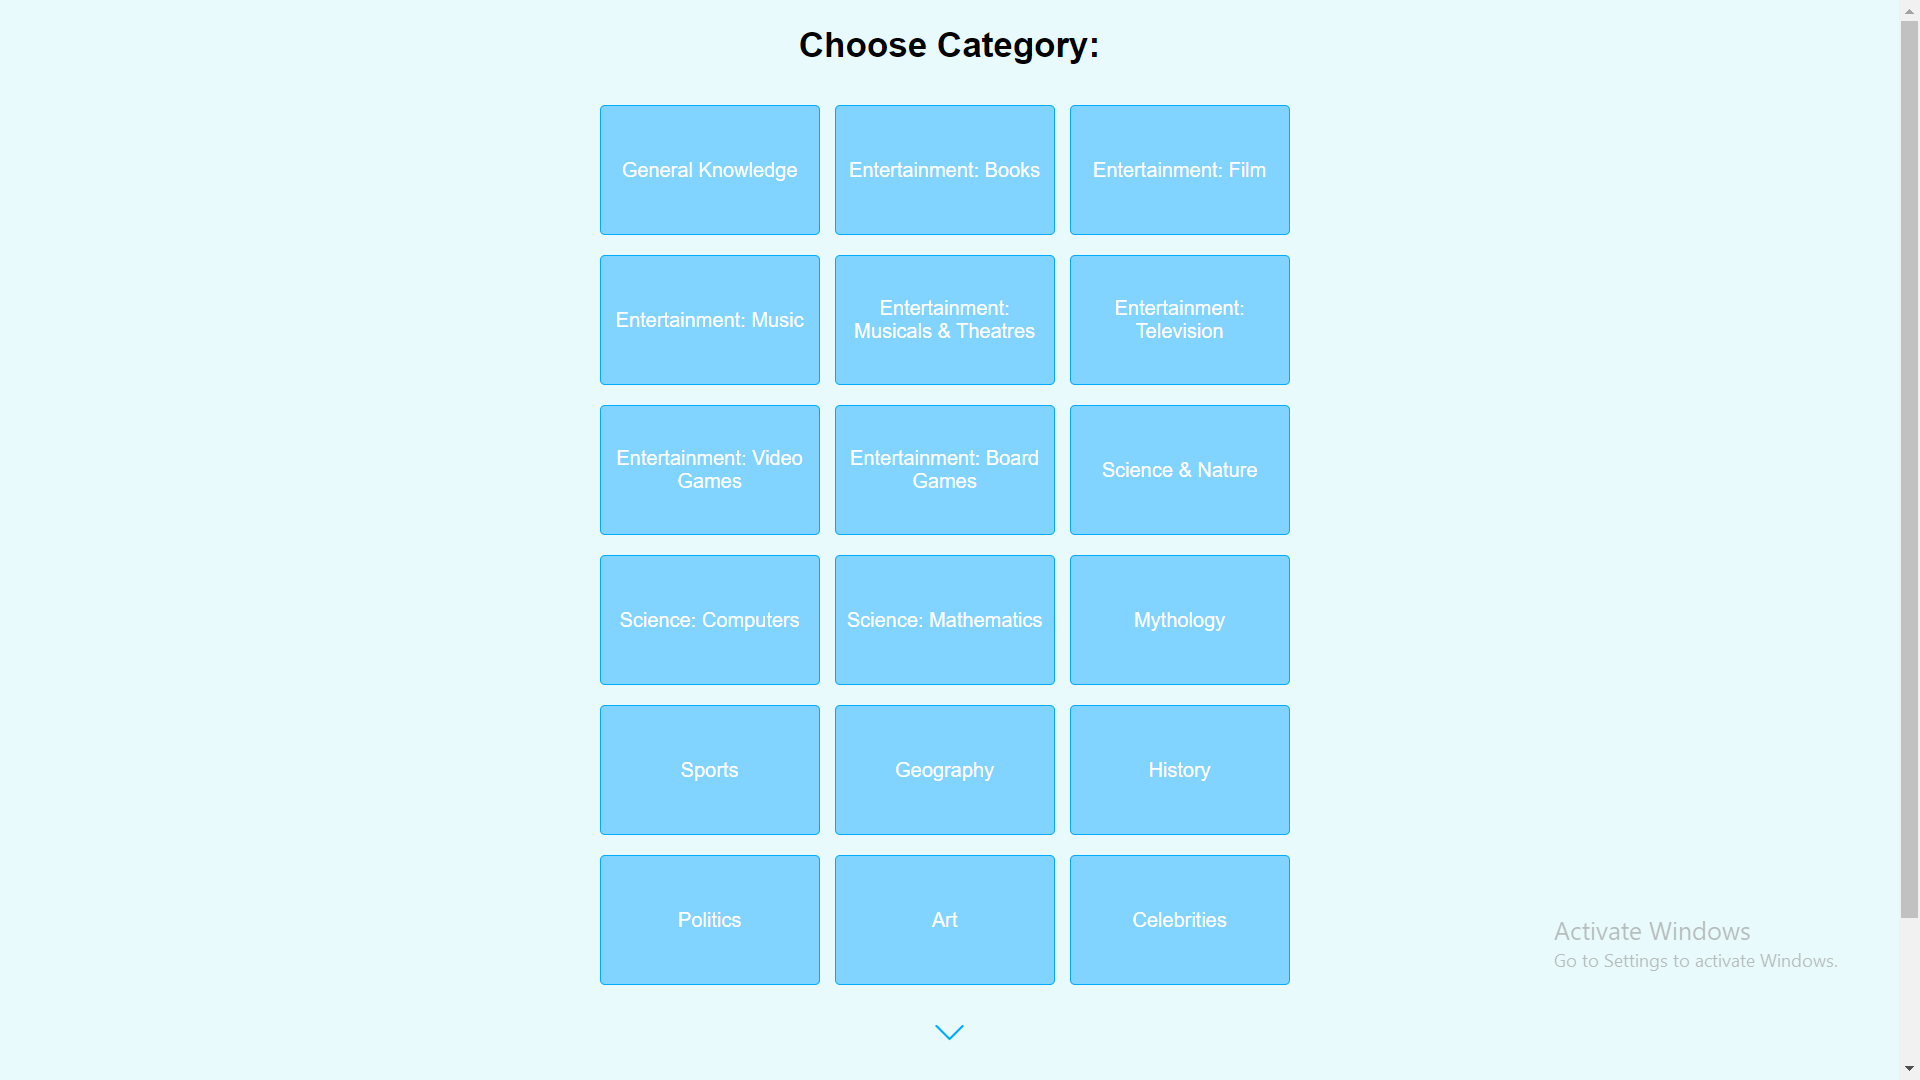 Choose Category:
General Knowledge
Entertainment: Books
Entertainment: Film
Entertainment: Music
Entertainment:
Musicals & Theatres
Entertainment:
Television
Entertainment: Video
Games
Entertainment: Board
Games
Science & Nature
Science: Computers
Science: Mathematics
Mythology
Sports
Geography
History
Politics
Art
Celebrities
Activate Windows
Go to Settings to activate Windows.